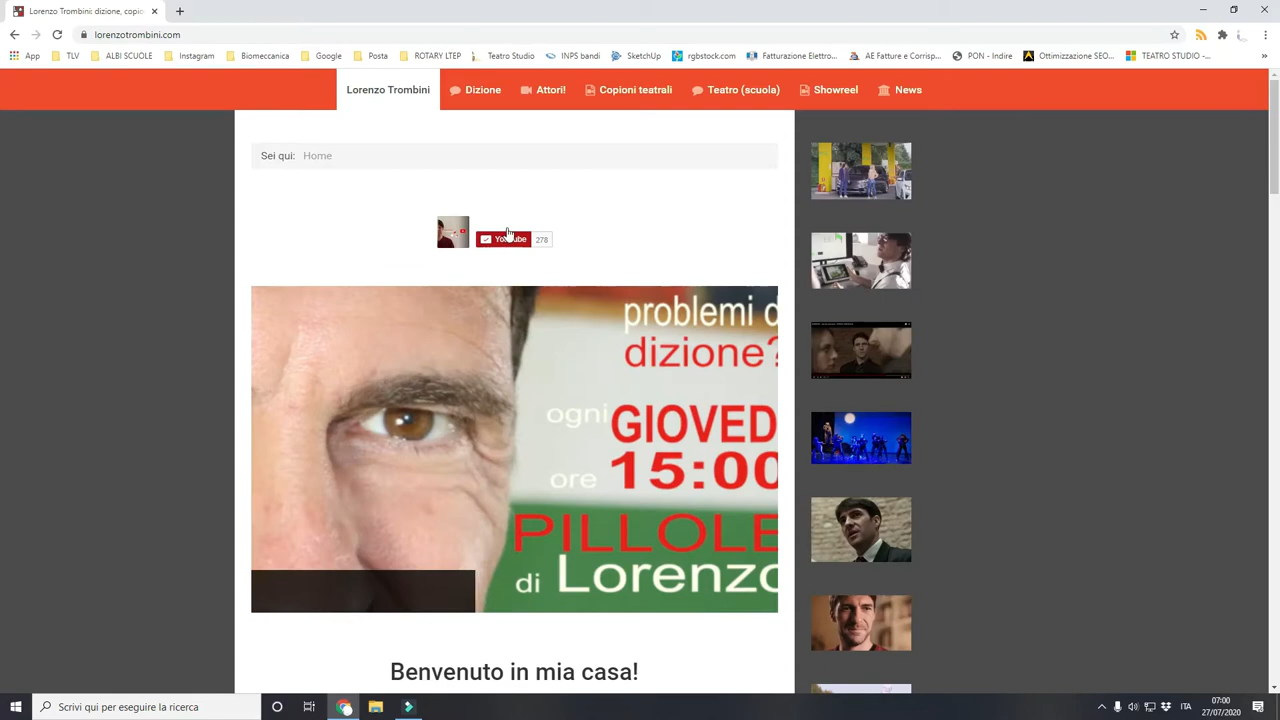 Lorenzo Trombini: dizione, copio
lorenzotrombini.com
App TLV ALBI SCUOLE Instagram Biomeccanica Google Posta ROTARY LTEP Teatro Studio INPS bandi SketchUp rgbstock.com Fatturazione Elettro... AE Fatture e Corrisp... PON - Indire Ottimizzazione SEO... TEATRO STUDIO -...
Lorenzo Trombini Dizione Attori! Copioni teatrali Teatro (scuola) Showreel News
Sei qui: Home
YouTube 278
problemi d
dizione?
ogni GIOVED
ore 15:00
PILLOLE
di Lorenzo
Benvenuto in mia casa!
Scrivi qui per eseguire la ricerca
ITA
07:00
27/07/2020